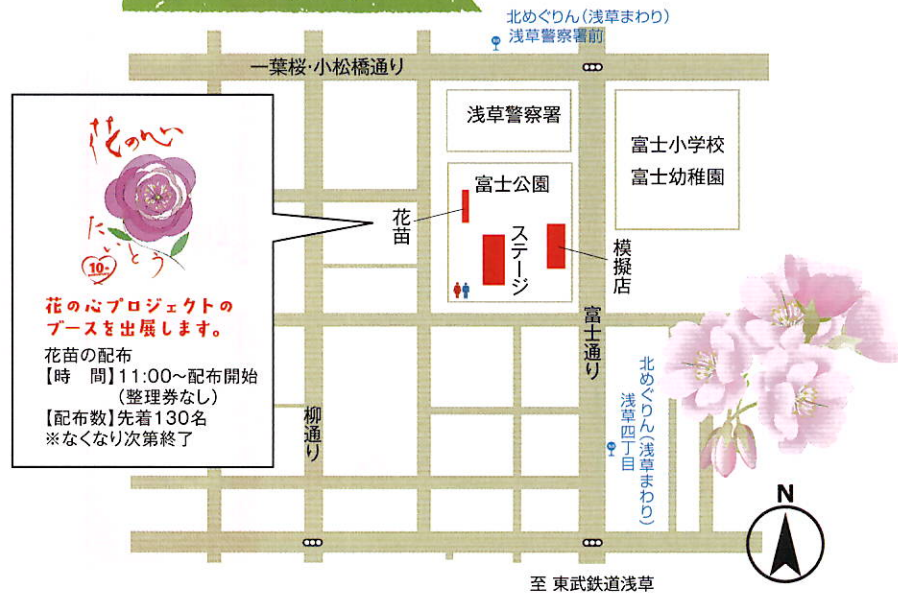 北めぐりん(浅草まわり)
浅草警察署前
一葉桜・小松橋通り
浅草警察署
富士小学校
富士幼稚園
富士公園
花苗
ステージ
模擬店
富士通り
柳通り
北めぐりん(浅草まわり)
浅草四丁目
花の心
たいとう
10th
花の心プロジェクトの
ブースを出展します。
花苗の配布
【時　間】11:00〜配布開始
(整理券なし)
【配布数】先着130名
※なくなり次第終了
N
至 東武鉄道浅草